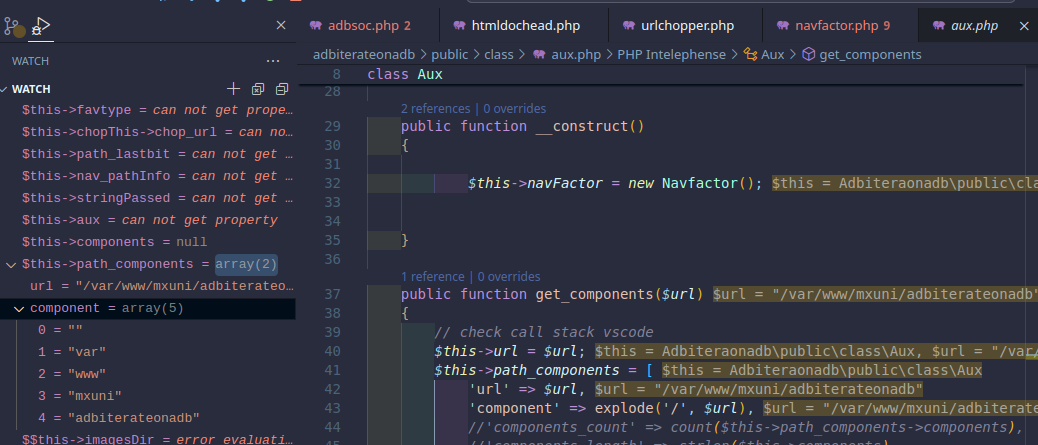 adbsoc.php 2
htmldochead.php
urlchopper.php
navfactor.php 9
aux.php
WATCH
adbiterateonadb > public > class > aux.php > PHP Intelephense > Aux > get_components
WATCH
$this->favtype = can not get prope…
$this->chopThis->chop_url = can no…
$this->path_lastbit = can not get …
$this->nav_pathInfo = can not get …
$this->stringPassed = can not get …
$this->aux = can not get property
$this->components = null
$this->path_components = array(2)
url = "/var/www/mxuni/adbiterateo…
component = array(5)
0 = ""
1 = "var"
2 = "www"
3 = "mxuni"
4 = "adbiterateonadb"
$$this->imagesDir = error evaluati…
8 class Aux
28
2 references | 0 overrides
29 public function __construct()
30 {
31
32 $this->navFactor = new Navfactor(); $this = Adbiteraonadb\public\cla
33
34
35 }
36
1 reference | 0 overrides
37 public function get_components($url) $url = "/var/www/mxuni/adbiterateonadb"
38 {
39 // check call stack vscode
40 $this->url = $url; $this = Adbiteraonadb\public\class\Aux, $url = "/var/
41 $this->path_components = [ $this = Adbiteraonadb\public\class\Aux
42 'url' => $url, $url = "/var/www/mxuni/adbiterateonadb"
43 'component' => explode('/', $url), $url = "/var/www/mxuni/adbiterate
44 //'components_count' => count($this->path_components->components),
45 //'components_length' => strlen($this->components)